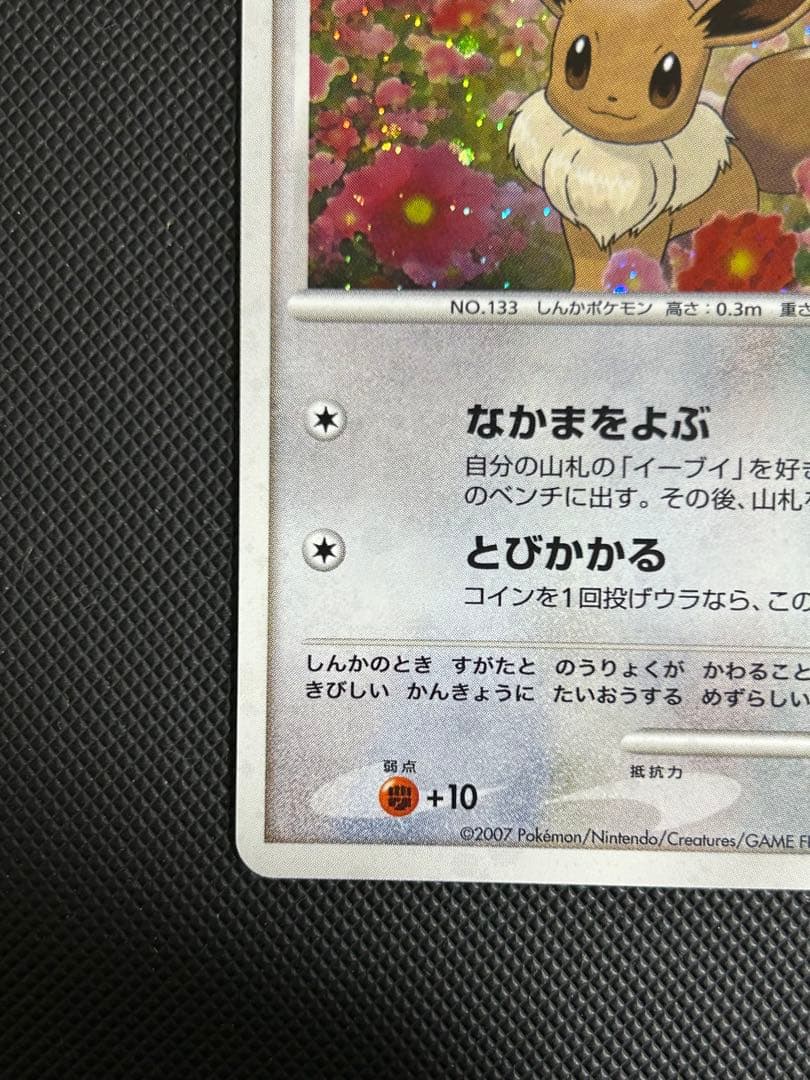 NO.133 しんかポケモン 高さ：0.3m 重さ
なかまをよぶ
自分の山札の「イーブイ」を好き
のベンチに出す。その後、山札を
とびかかる
コインを1回投げウラなら、この
しんかのとき すがたと のうりょくが かわること
きびしい かんきょうに たいおうする めずらしい
弱点
+10
抵抗力
©2007 Pokémon/Nintendo/Creatures/GAME F